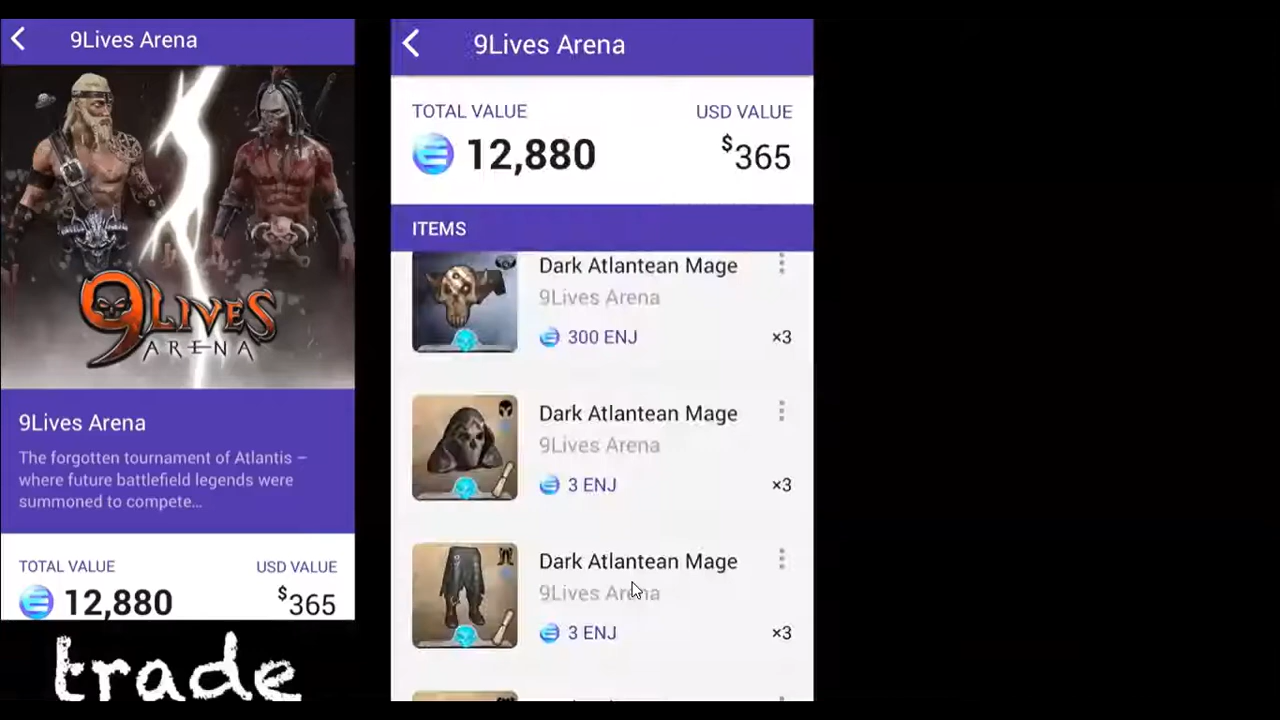 9Lives Arena
9LIVES
ARENA
9Lives Arena
The forgotten tournament of Atlantis –
where future battlefield legends were
summoned to compete...
TOTAL VALUE USD VALUE
12,880 $365
trade
9Lives Arena
TOTAL VALUE USD VALUE
12,880 $365
ITEMS
Dark Atlantean Mage
9Lives Arena
300 ENJ ×3
Dark Atlantean Mage
9Lives Arena
3 ENJ ×3
Dark Atlantean Mage
9Lives Arena
3 ENJ ×3